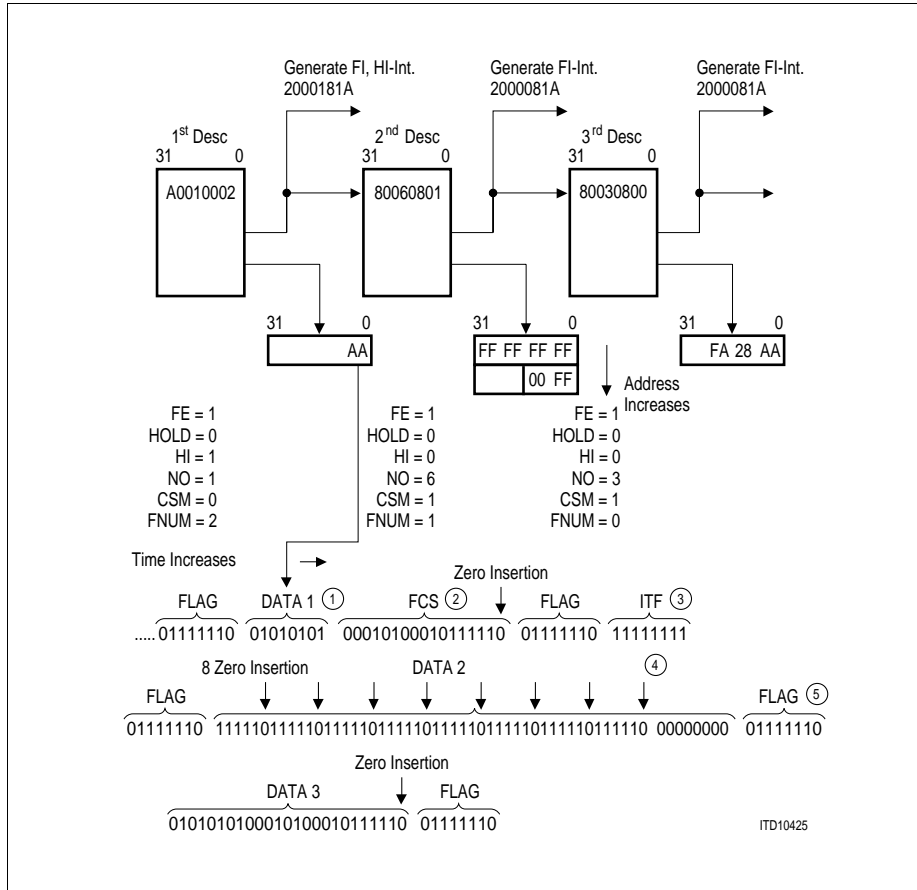 Generate FI, HI-Int.
2000181A
Generate FI-Int.
2000081A
Generate FI-Int.
2000081A
1st Desc
31 0
A0010002
2nd Desc
31 0
80060801
3rd Desc
31 0
80030800
31 0
AA
31 0
FF FF FF FF
00 FF
31 0
FA 28 AA
Address
Increases
FE = 1
HOLD = 0
HI = 1
NO = 1
CSM = 0
FNUM = 2
FE = 1
HOLD = 0
HI = 0
NO = 6
CSM = 1
FNUM = 1
FE = 1
HOLD = 0
HI = 0
NO = 3
CSM = 1
FNUM = 0
Time Increases
Zero Insertion
FLAG DATA 1 1 FCS 2 FLAG ITF 3
..... 01111110 01010101 00010100010111110 01111110 11111111
8 Zero Insertion DATA 2 4
FLAG FLAG 5
01111110 111110111110111110111110111110111110111110111110 00000000 01111110
Zero Insertion
DATA 3 FLAG
0101010100010100010111110 01111110
ITD10425